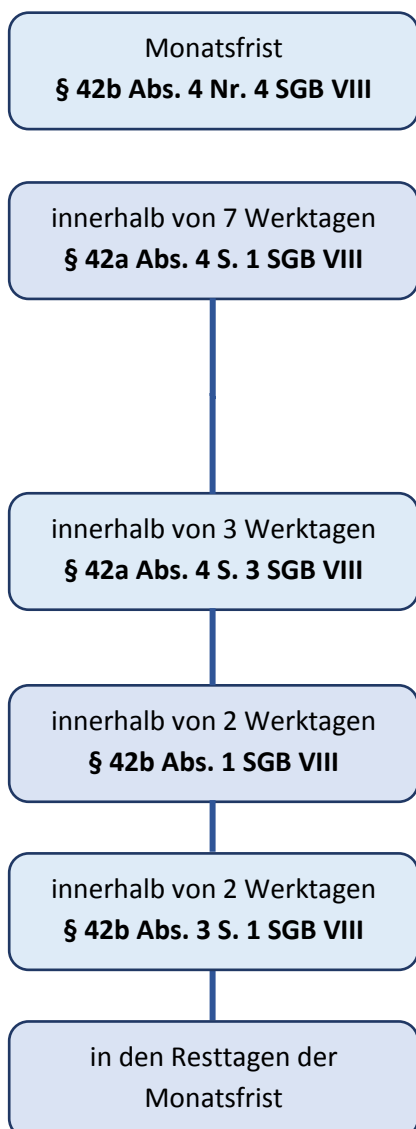 Monatsfrist
§ 42b Abs. 4 Nr. 4 SGB VIII
innerhalb von 7 Werktagen
§ 42a Abs. 4 S. 1 SGB VIII
innerhalb von 3 Werktagen
§ 42a Abs. 4 S. 3 SGB VIII
innerhalb von 2 Werktagen
§ 42b Abs. 1 SGB VIII
innerhalb von 2 Werktagen
§ 42b Abs. 3 S. 1 SGB VIII
in den Resttagen der
Monatsfrist